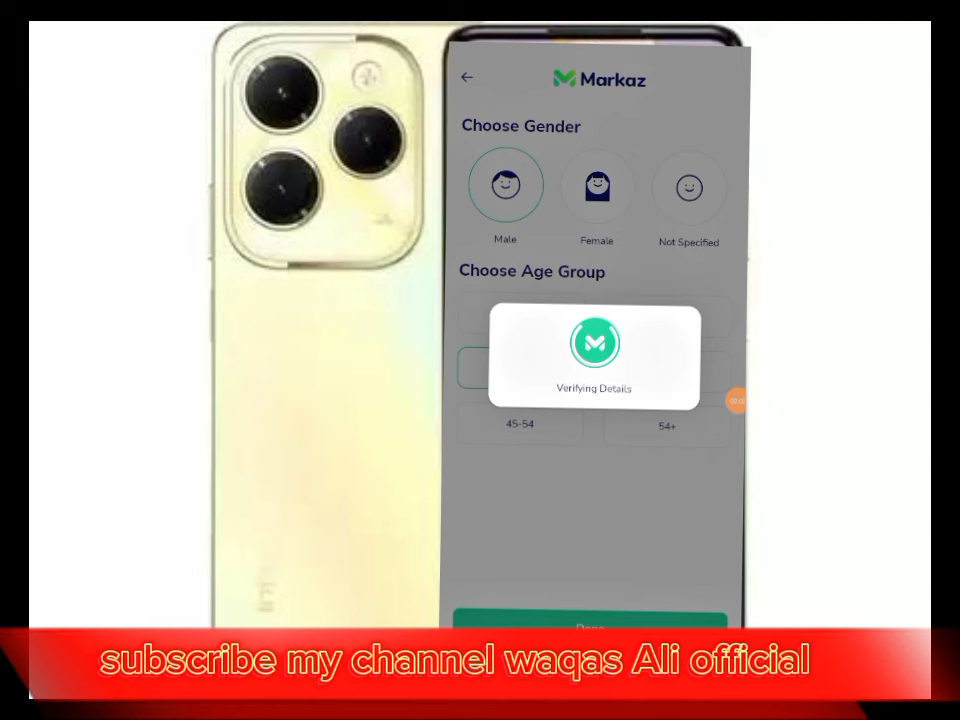 Markaz
Choose Gender
Male
Female
Not Specified
Choose Age Group
Verifying Details
45-54
54+
Done
subscribe my channel waqas Ali official